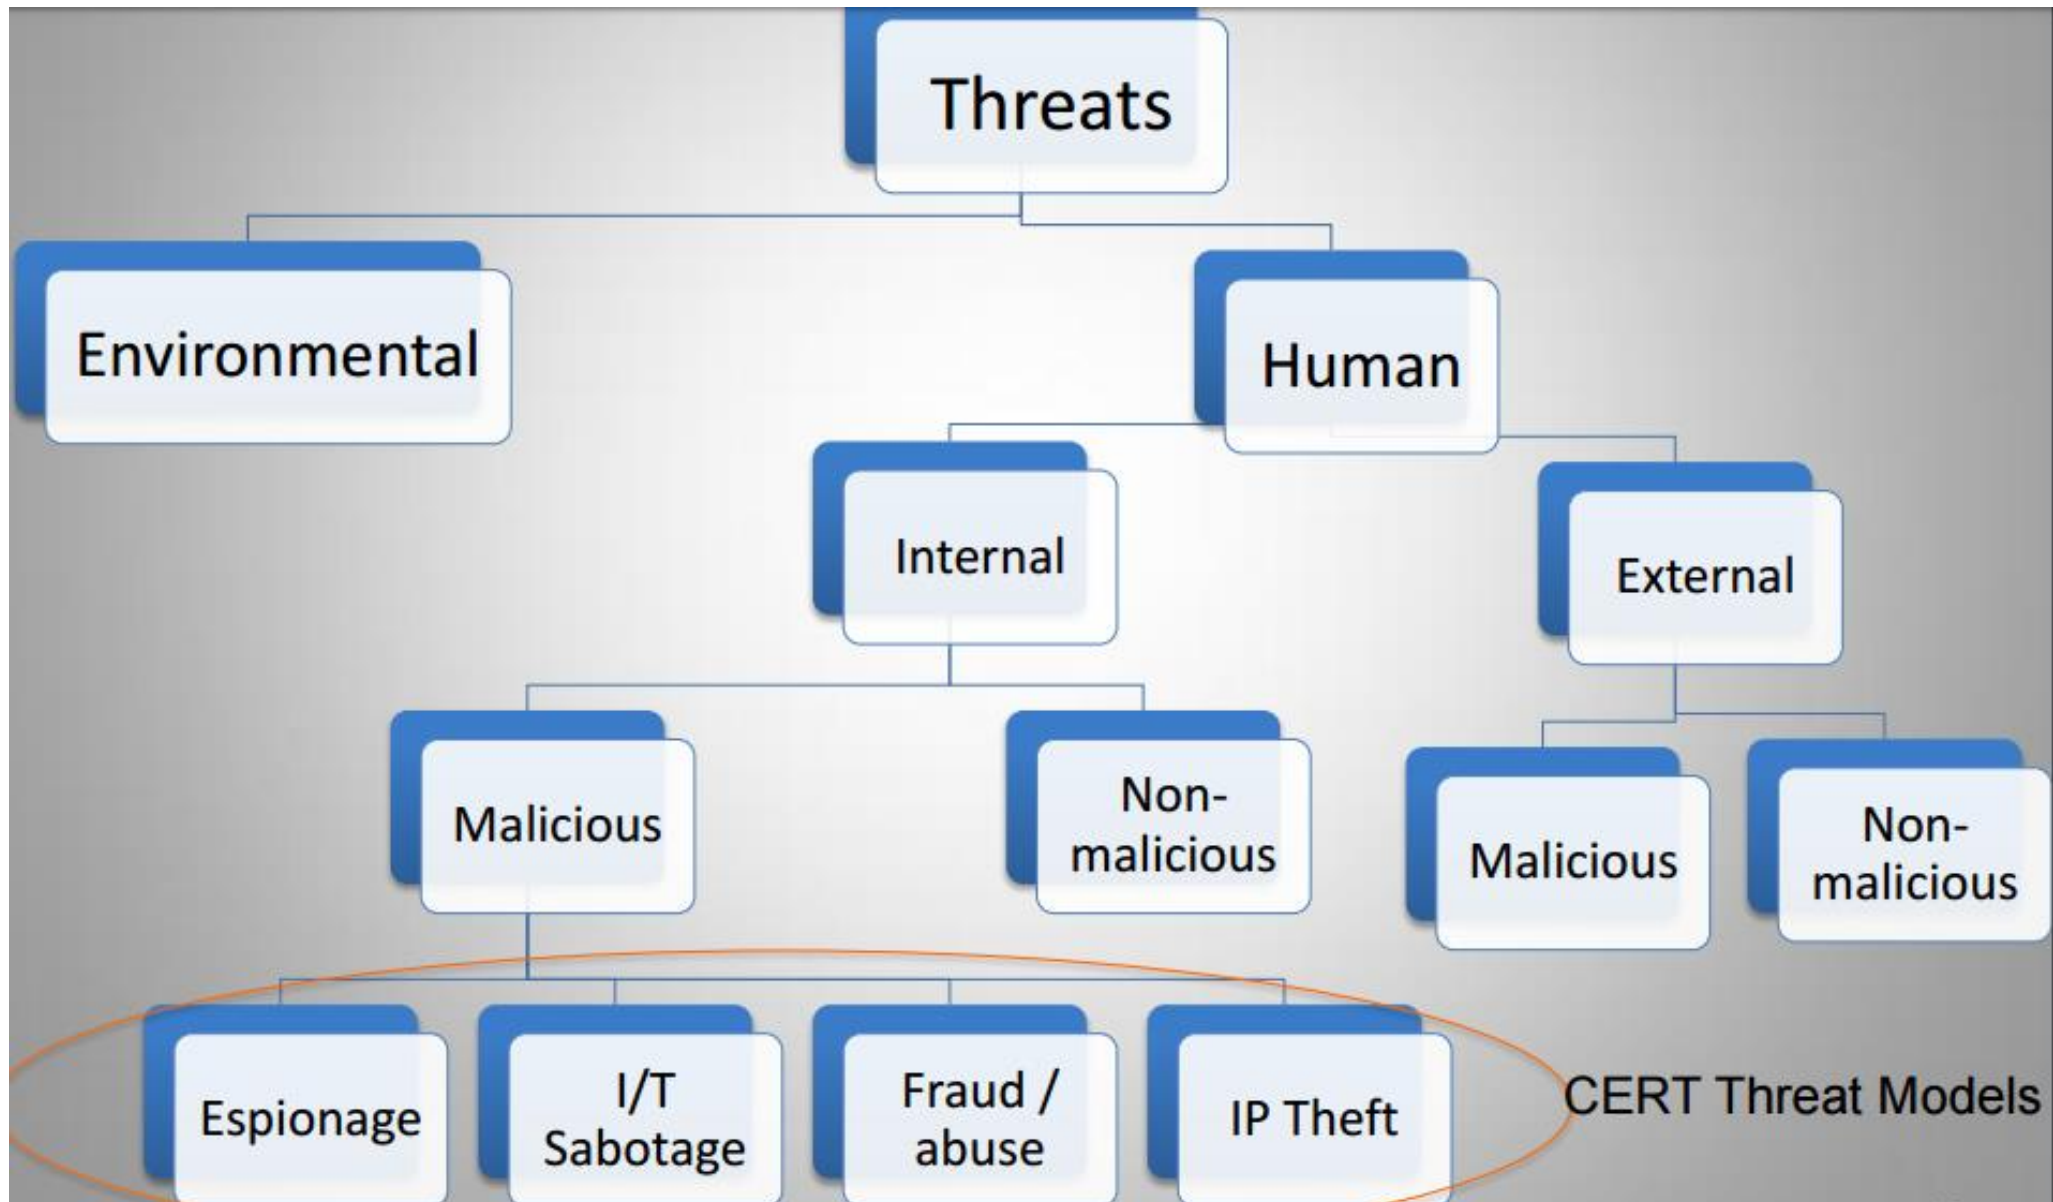 Threats
Environmental
Human
Internal
External
Malicious
Non-
malicious
Malicious
Non-
malicious
Espionage
I/T
Sabotage
Fraud /
abuse
IP Theft
CERT Threat Models